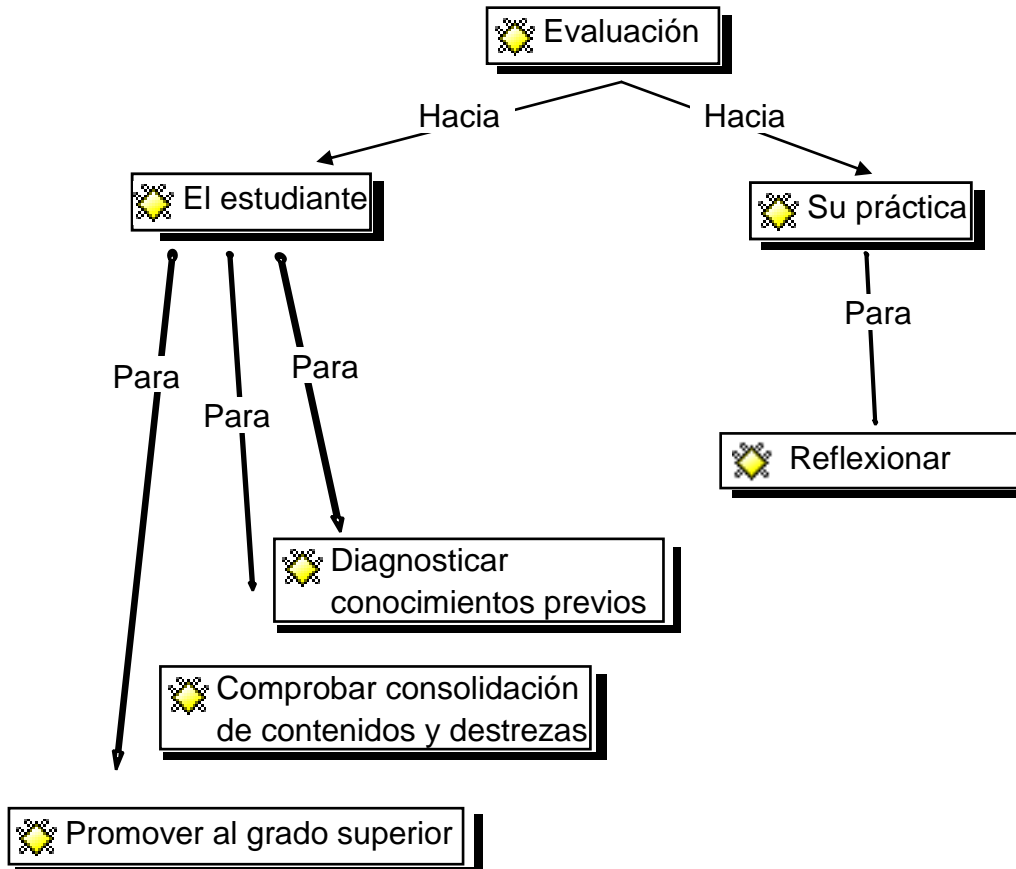 Evaluación
Hacia
Hacia
El estudiante
Su práctica
Para
Para
Para
Para
Reflexionar
Diagnosticar
conocimientos previos
Comprobar consolidación
de contenidos y destrezas
Promover al grado superior